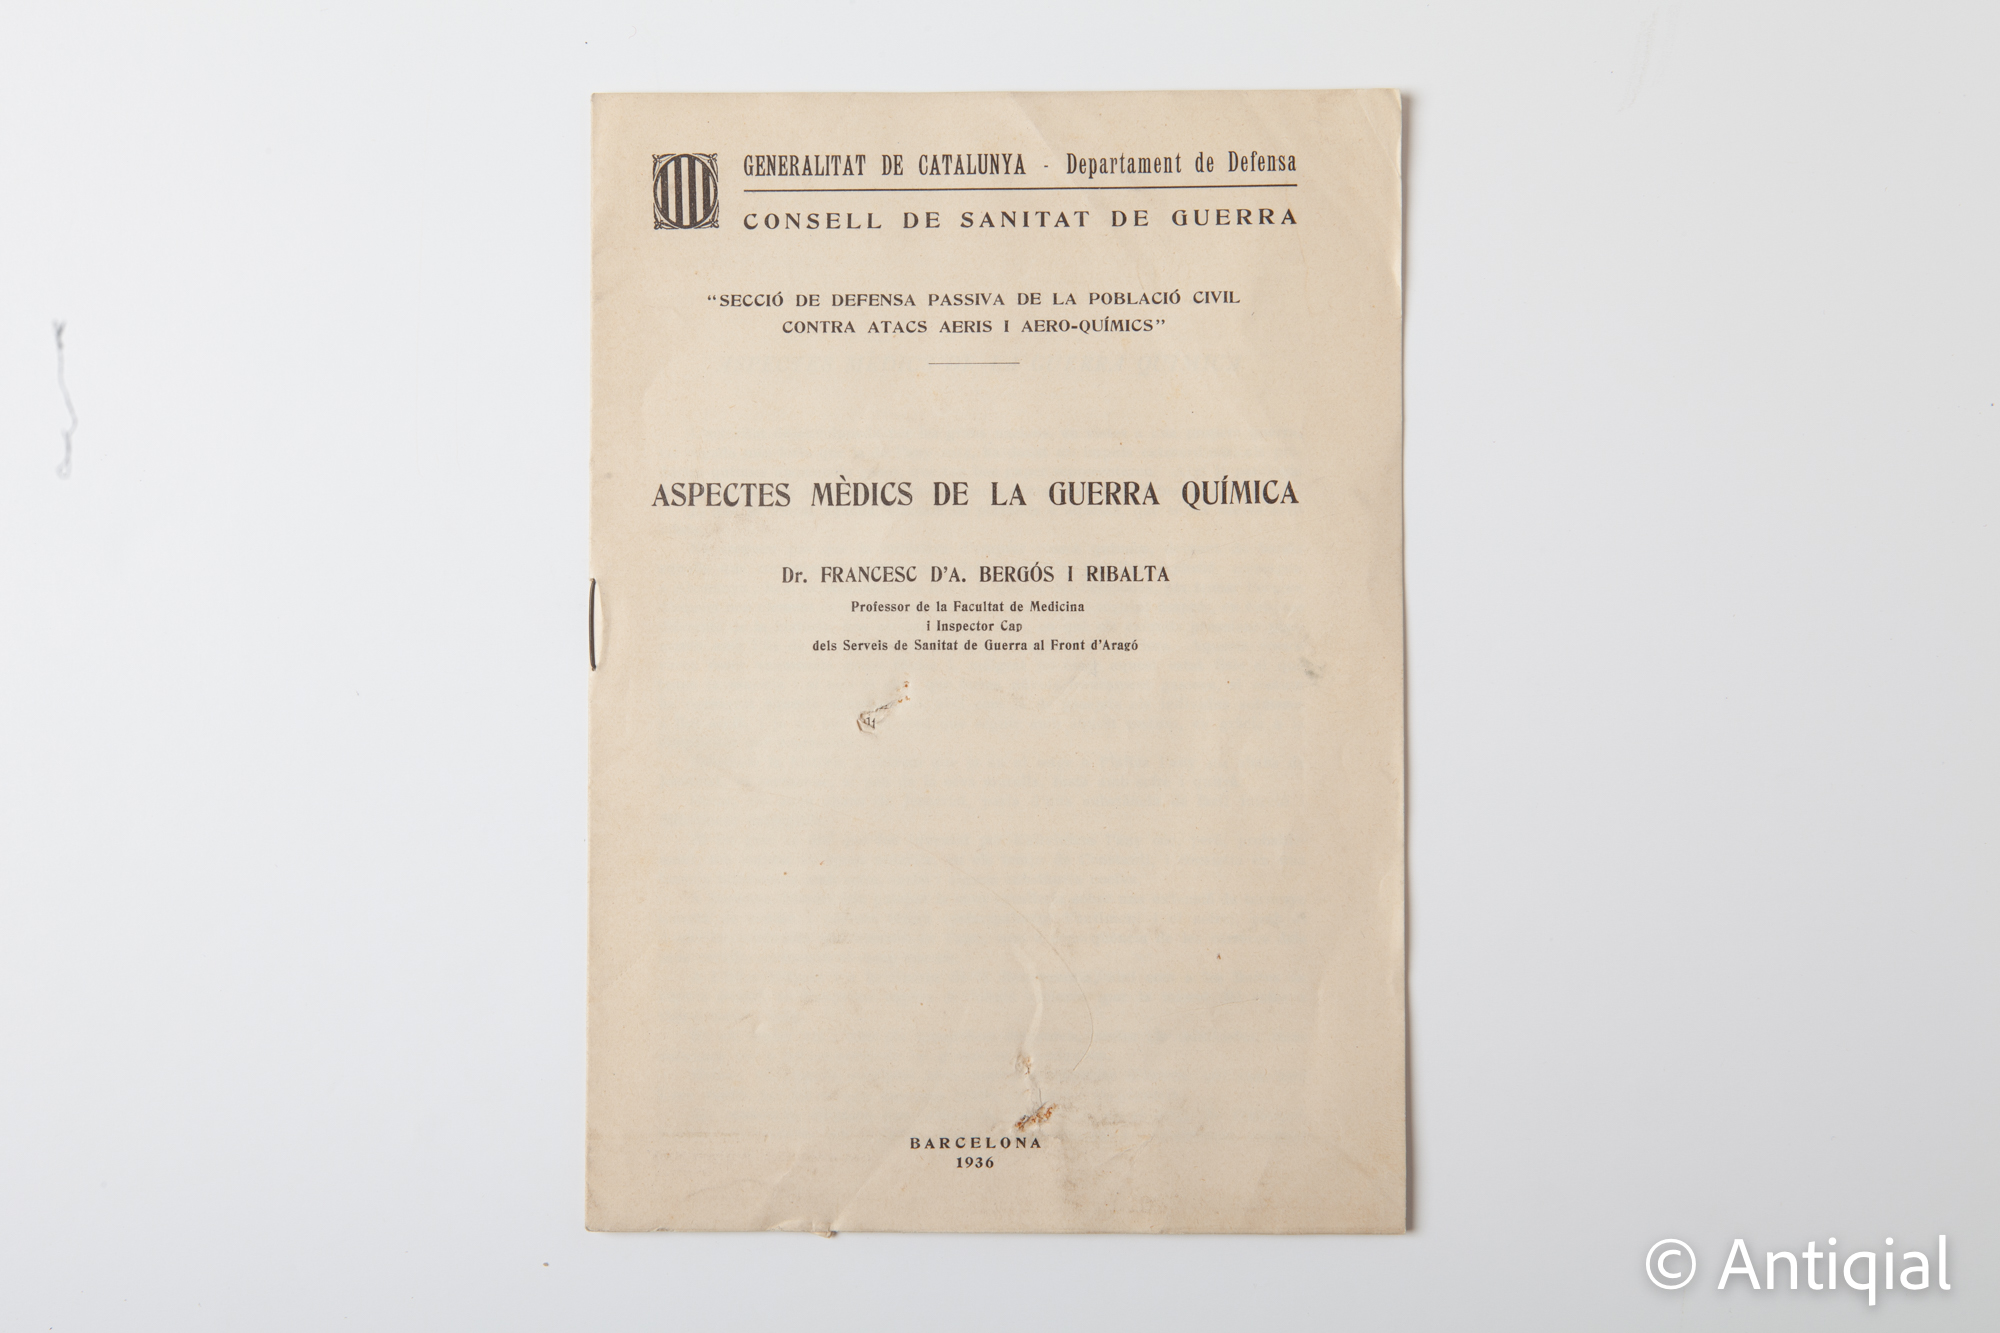 GENERALITAT DE CATALUNYA - Departament de Defensa
CONSELL DE SANITAT DE GUERRA
"SECCIÓ DE DEFENSA PASSIVA DE LA POBLACIÓ CIVIL
CONTRA ATACS AERIS I AERO-QUÍMICS"
ASPECTES MÈDICS DE LA GUERRA QUÍMICA
Dr. FRANCESC D'A. BERGÓS I RIBALTA
Professor de la Facultat de Medicina
i Inspector Cap
dels Serveis de Sanitat de Guerra al Front d'Aragó
BARCELONA
1936
© Antiqial